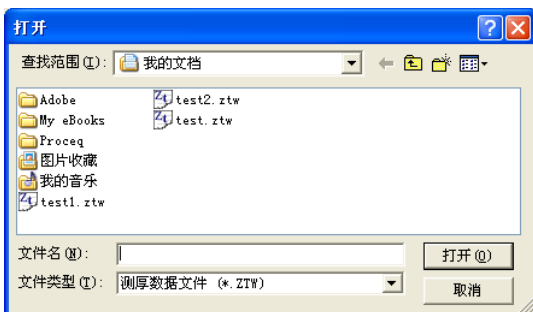 打开
查找范围(I): 我的文档
Adobe
My eBooks
Proceq
图片收藏
我的音乐
test1.ztw
test2.ztw
test.ztw
文件名(N): 打开(O)
文件类型(T): 测厚数据文件 (*.ZTW) 取消